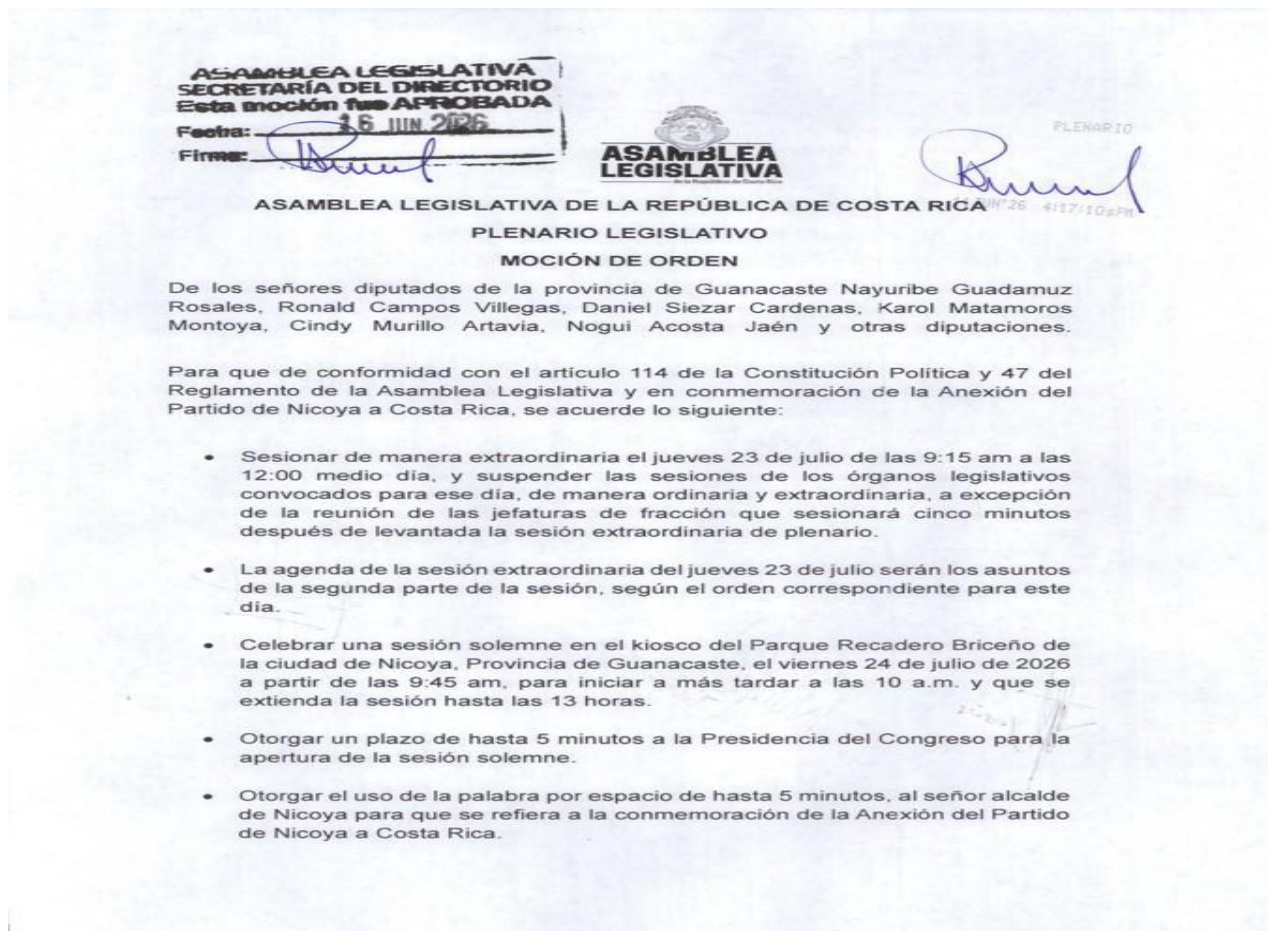 ASAMBLEA LEGISLATIVA
SECRETARÍA DEL DIRECTORIO
Esta moción fue APROBADA
Fecha: 16 JUN. 2026
Firma:
PLENARIO
ASAMBLEA
LEGISLATIVA
de la República de Costa Rica
JUN'26 4:17:10PM
ASAMBLEA LEGISLATIVA DE LA REPÚBLICA DE COSTA RICA
PLENARIO LEGISLATIVO
MOCIÓN DE ORDEN
De los señores diputados de la provincia de Guanacaste Nayuribe Guadamuz
Rosales, Ronald Campos Villegas, Daniel Siezar Cardenas, Karol Matamoros
Montoya, Cindy Murillo Artavia, Nogui Acosta Jaén y otras diputaciones.
Para que de conformidad con el artículo 114 de la Constitución Política y 47 del
Reglamento de la Asamblea Legislativa y en conmemoración de la Anexión del
Partido de Nicoya a Costa Rica, se acuerde lo siguiente:
• Sesionar de manera extraordinaria el jueves 23 de julio de las 9:15 am a las
12:00 medio día, y suspender las sesiones de los órganos legislativos
convocados para ese día, de manera ordinaria y extraordinaria, a excepción
de la reunión de las jefaturas de fracción que sesionará cinco minutos
después de levantada la sesión extraordinaria de plenario.
• La agenda de la sesión extraordinaria del jueves 23 de julio serán los asuntos
de la segunda parte de la sesión, según el orden correspondiente para este
día.
• Celebrar una sesión solemne en el kiosco del Parque Recadero Briceño de
la ciudad de Nicoya, Provincia de Guanacaste, el viernes 24 de julio de 2026
a partir de las 9:45 am, para iniciar a más tardar a las 10 a.m. y que se
extienda la sesión hasta las 13 horas.
• Otorgar un plazo de hasta 5 minutos a la Presidencia del Congreso para la
apertura de la sesión solemne.
• Otorgar el uso de la palabra por espacio de hasta 5 minutos, al señor alcalde
de Nicoya para que se refiera a la conmemoración de la Anexión del Partido
de Nicoya a Costa Rica.